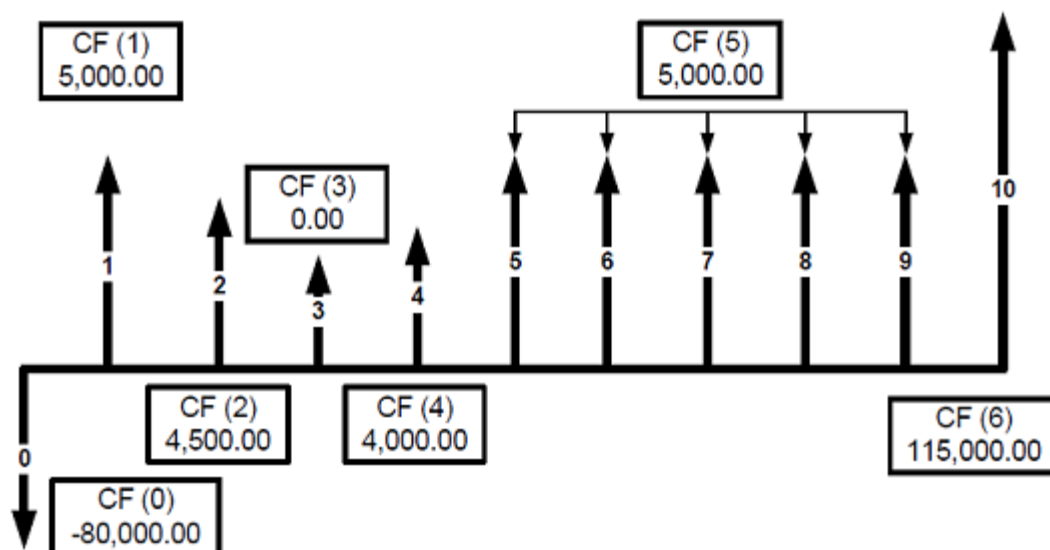 CF (1)
5,000.00
CF (5)
5,000.00
CF (3)
0.00
10
1
2
3
4
5
6
7
8
9
0
CF (2)
4,500.00
CF (4)
4,000.00
CF (6)
115,000.00
CF (0)
-80,000.00